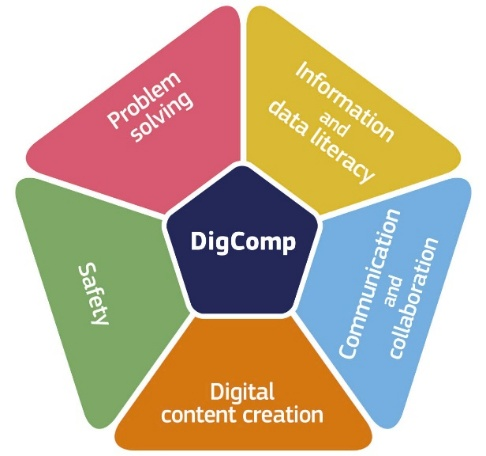 Problem
solving
Information
and
data literacy
DigComp
Safety
Communication
and
collaboration
Digital
content creation